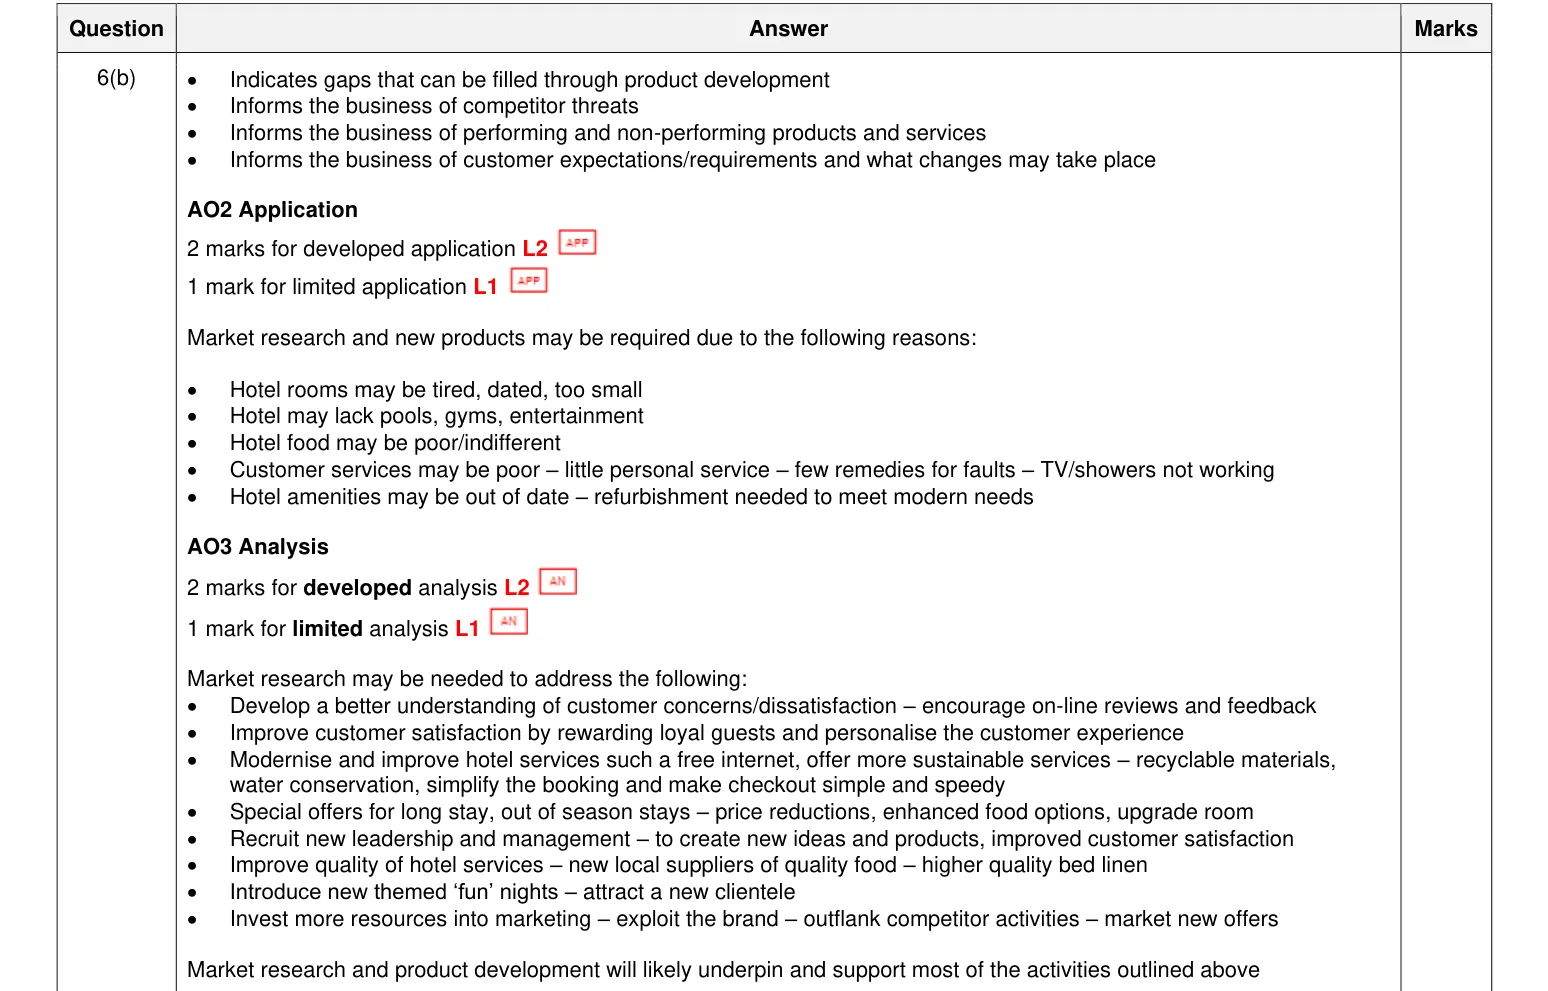 Question Answer Marks
6(b)
• Indicates gaps that can be filled through product development
• Informs the business of competitor threats
• Informs the business of performing and non-performing products and services
• Informs the business of customer expectations/requirements and what changes may take place
AO2 Application
2 marks for developed application L2 APP
1 mark for limited application L1 APP
Market research and new products may be required due to the following reasons:
• Hotel rooms may be tired, dated, too small
• Hotel may lack pools, gyms, entertainment
• Hotel food may be poor/indifferent
• Customer services may be poor – little personal service – few remedies for faults – TV/showers not working
• Hotel amenities may be out of date – refurbishment needed to meet modern needs
AO3 Analysis
2 marks for developed analysis L2 AN
1 mark for limited analysis L1 AN
Market research may be needed to address the following:
• Develop a better understanding of customer concerns/dissatisfaction – encourage on-line reviews and feedback
• Improve customer satisfaction by rewarding loyal guests and personalise the customer experience
• Modernise and improve hotel services such a free internet, offer more sustainable services – recyclable materials,
water conservation, simplify the booking and make checkout simple and speedy
• Special offers for long stay, out of season stays – price reductions, enhanced food options, upgrade room
• Recruit new leadership and management – to create new ideas and products, improved customer satisfaction
• Improve quality of hotel services – new local suppliers of quality food – higher quality bed linen
• Introduce new themed ‘fun’ nights – attract a new clientele
• Invest more resources into marketing – exploit the brand – outflank competitor activities – market new offers
Market research and product development will likely underpin and support most of the activities outlined above